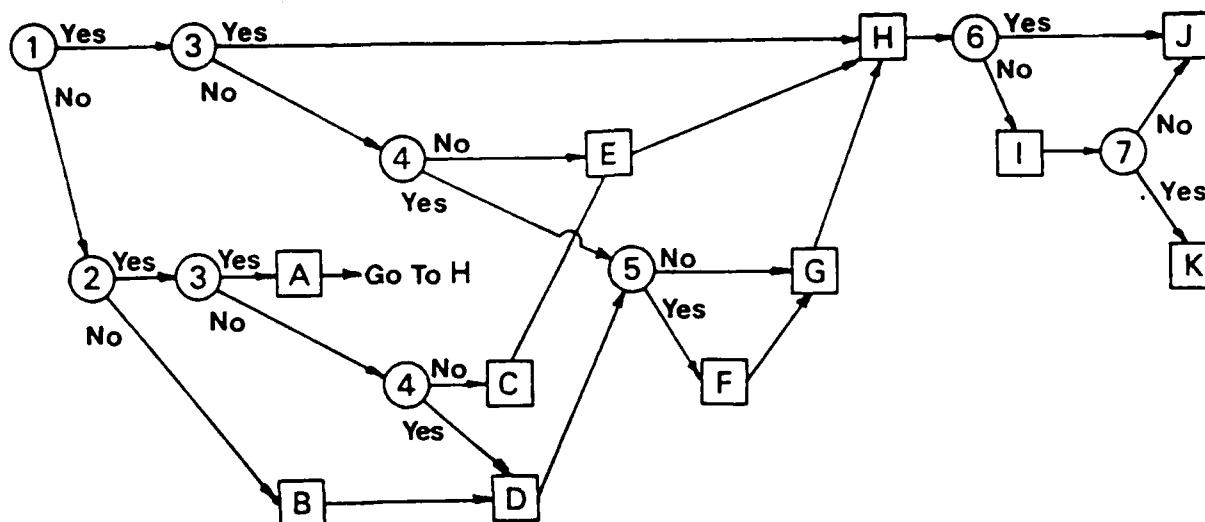 1 Yes 3 Yes H 6 Yes J
No No No
4 No E I 7 No
Yes Yes
2 Yes 3 Yes A Go To H 5 No G K
No No Yes
4 No C F
Yes
B D